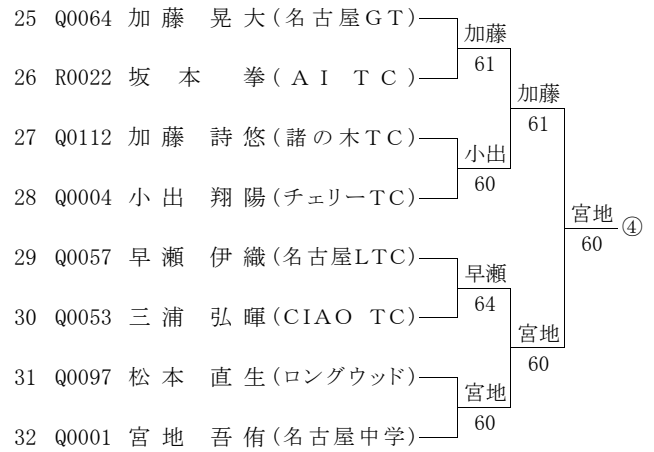 25 Q0064 加藤 晃大(名古屋GT)
加藤
61
26 R0022 坂本 拳(AI TC)
加藤
61
27 Q0112 加藤 詩悠(諸の木TC)
小出
60
28 Q0004 小出 翔陽(チェリーTC)
宮地 ④
60
29 Q0057 早瀬 伊織(名古屋LTC)
早瀬
64
30 Q0053 三浦 弘暉(CIAO TC)
宮地
60
31 Q0097 松本 直生(ロングウッド)
宮地
60
32 Q0001 宮地 吾侑(名古屋中学)